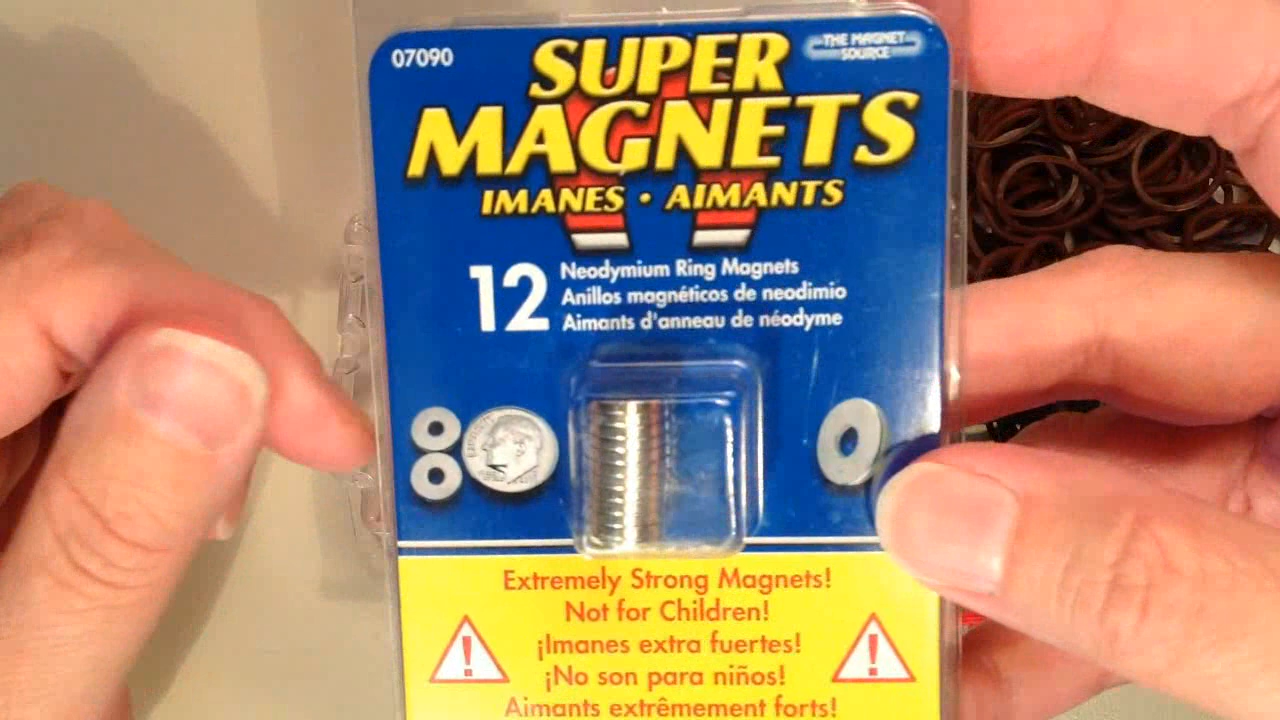 07090
THE MAGNET
SOURCE
SUPER
MAGNETS
IMANES · AIMANTS
12
Neodymium Ring Magnets
Anillos magnéticos de neodimio
Aimants d'anneau de néodyme
Extremely Strong Magnets!
Not for Children!
¡Imanes extra fuertes!
¡No son para niños!
Aimants extrêmement forts!